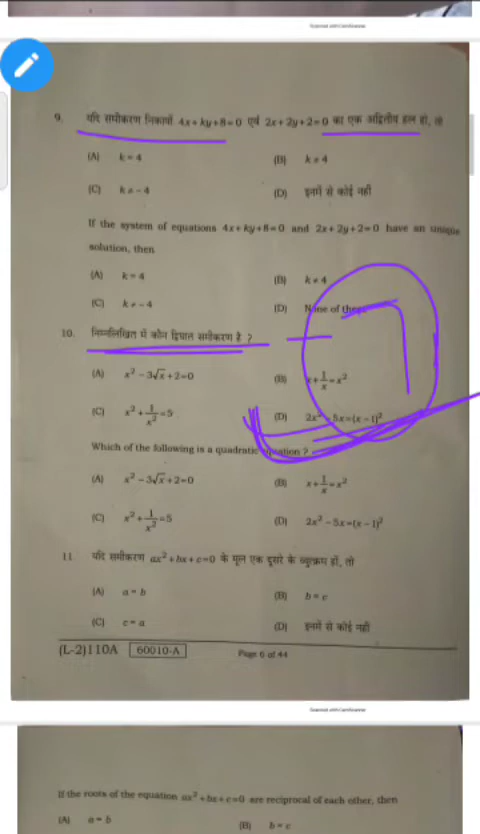 9. यदि समीकरण निकायों 4x+ky+8=0 एवं 2x+2y+2=0 का एक अद्वितीय हल हो, तो
(A) k=4 (B) k≠4
(C) k≠-4 (D) इनमें से कोई नहीं
If the system of equations 4x+ky+8=0 and 2x+2y+2=0 have an unique
solution, then
(A) k=4 (B) k≠4
(C) k≠-4 (D) None of these
10. निम्नलिखित में कौन द्विघात समीकरण है ?
(A) x²-3√x+2=0 (B) x+1/x=x²
(C) x²+1/x²=5 (D) 2x²-5x=(x-1)²
Which of the following is a quadratic equation ?
(A) x²-3√x+2=0 (B) x+1/x=x²
(C) x²+1/x²=5 (D) 2x²-5x=(x-1)²
11. यदि समीकरण ax²+bx+c=0 के मूल एक दूसरे के व्युत्क्रम हों, तो
(A) a=b (B) b=c
(C) c=a (D) इनमें से कोई नहीं
(L-2)110A 60010-A Page 6 of 44
If the roots of the equation ax²+bx+c=0 are reciprocal of each other, then
(A) a=b (B) b=c